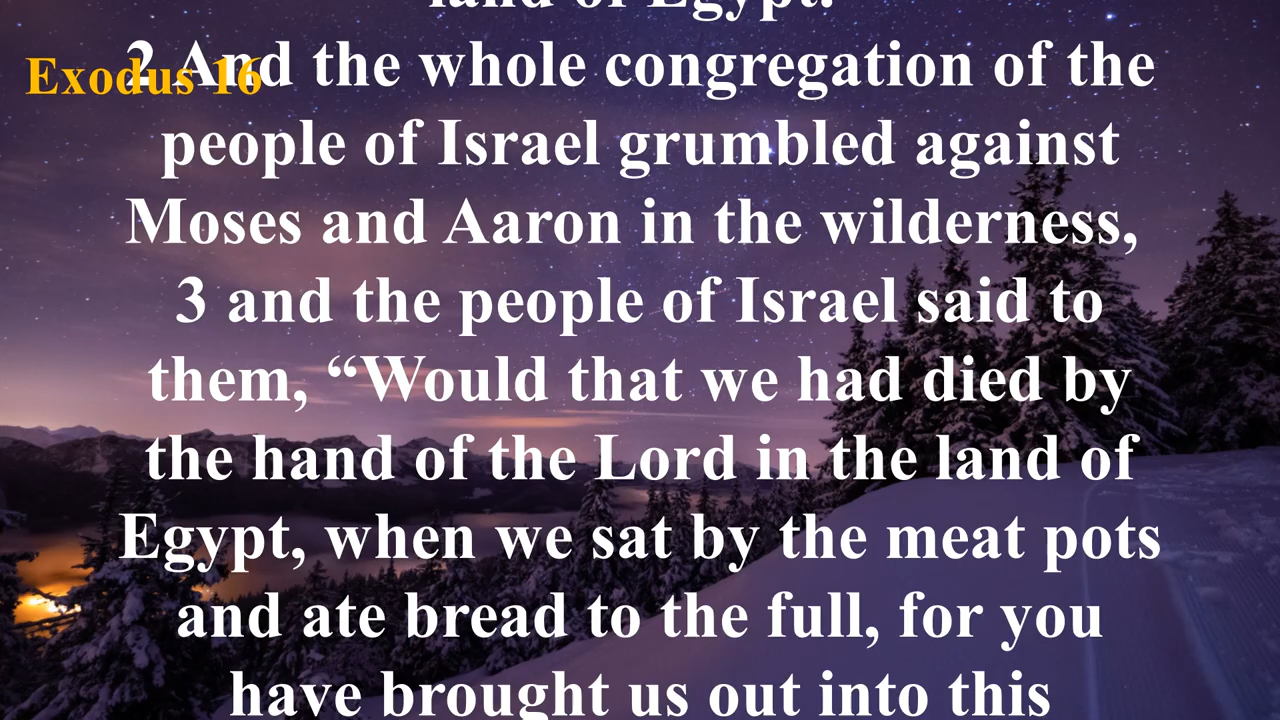 land of Egypt.
Exodus 16
2 And the whole congregation of the
people of Israel grumbled against
Moses and Aaron in the wilderness,
3 and the people of Israel said to
them, “Would that we had died by
the hand of the Lord in the land of
Egypt, when we sat by the meat pots
and ate bread to the full, for you
have brought us out into this